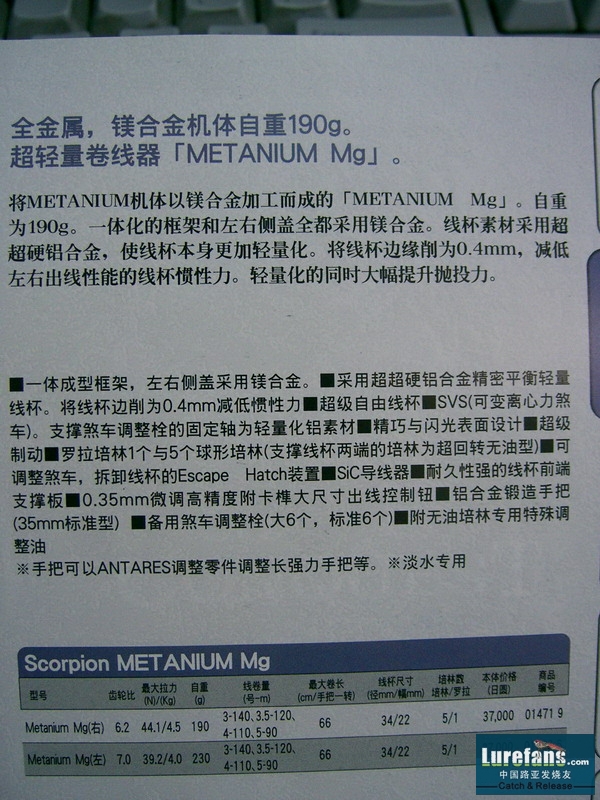 全金属，镁合金机体自重190g。
超轻量卷线器「METANIUM Mg」。
将METANIUM机体以镁合金加工而成的「METANIUM Mg」。自重
为190g。一体化的框架和左右侧盖全都采用镁合金。线杯素材采用超
超硬铝合金，使线杯本身更加轻量化。将线杯边缘削为0.4mm，减低
左右出线性能的线杯惯性力。轻量化的同时大幅提升抛投力。
■一体成型框架，左右侧盖采用镁合金。■采用超超硬铝合金精密平衡轻量
线杯。将线杯边削为0.4mm减低惯性力■超级自由线杯■SVS(可变离心力煞
车)。支撑煞车调整栓的固定轴为轻量化铝素材■精巧与闪光表面设计■超级
制动■罗拉培林1个与5个球形培林(支撑线杯两端的培林为超回转无油型)■可
调整煞车，拆卸线杯的Escape Hatch装置■SiC导线器■耐久性强的线杯前端
支撑板■0.35mm微调高精度附卡榫大尺寸出线控制钮■铝合金锻造手把
(35mm标准型) ■备用煞车调整栓(大6个，标准6个)■附无油培林专用特殊调
整油
※手把可以ANTARES调整零件调整长强力手把等。※淡水专用
Scorpion METANIUM Mg
型号 齿轮比 最大拉力(N)/(Kg) 自重(g) 线卷量(号-m) 最大卷长(cm/手把一转) 线杯尺寸(径mm/幅mm) 培林数培林/罗拉 本体价格(日圆) 商品编号
Metanium Mg(右) 6.2 44.1/4.5 190 3-140、3.5-120、4-110、5-90 66 34/22 5/1 37,000 01471 9
Metanium Mg(左) 7.0 39.2/4.0 230 3-140、3.5-120、4-110、5-90 66 34/22 5/1
Lurefans.com
中国路亚发烧友
Catch & Release